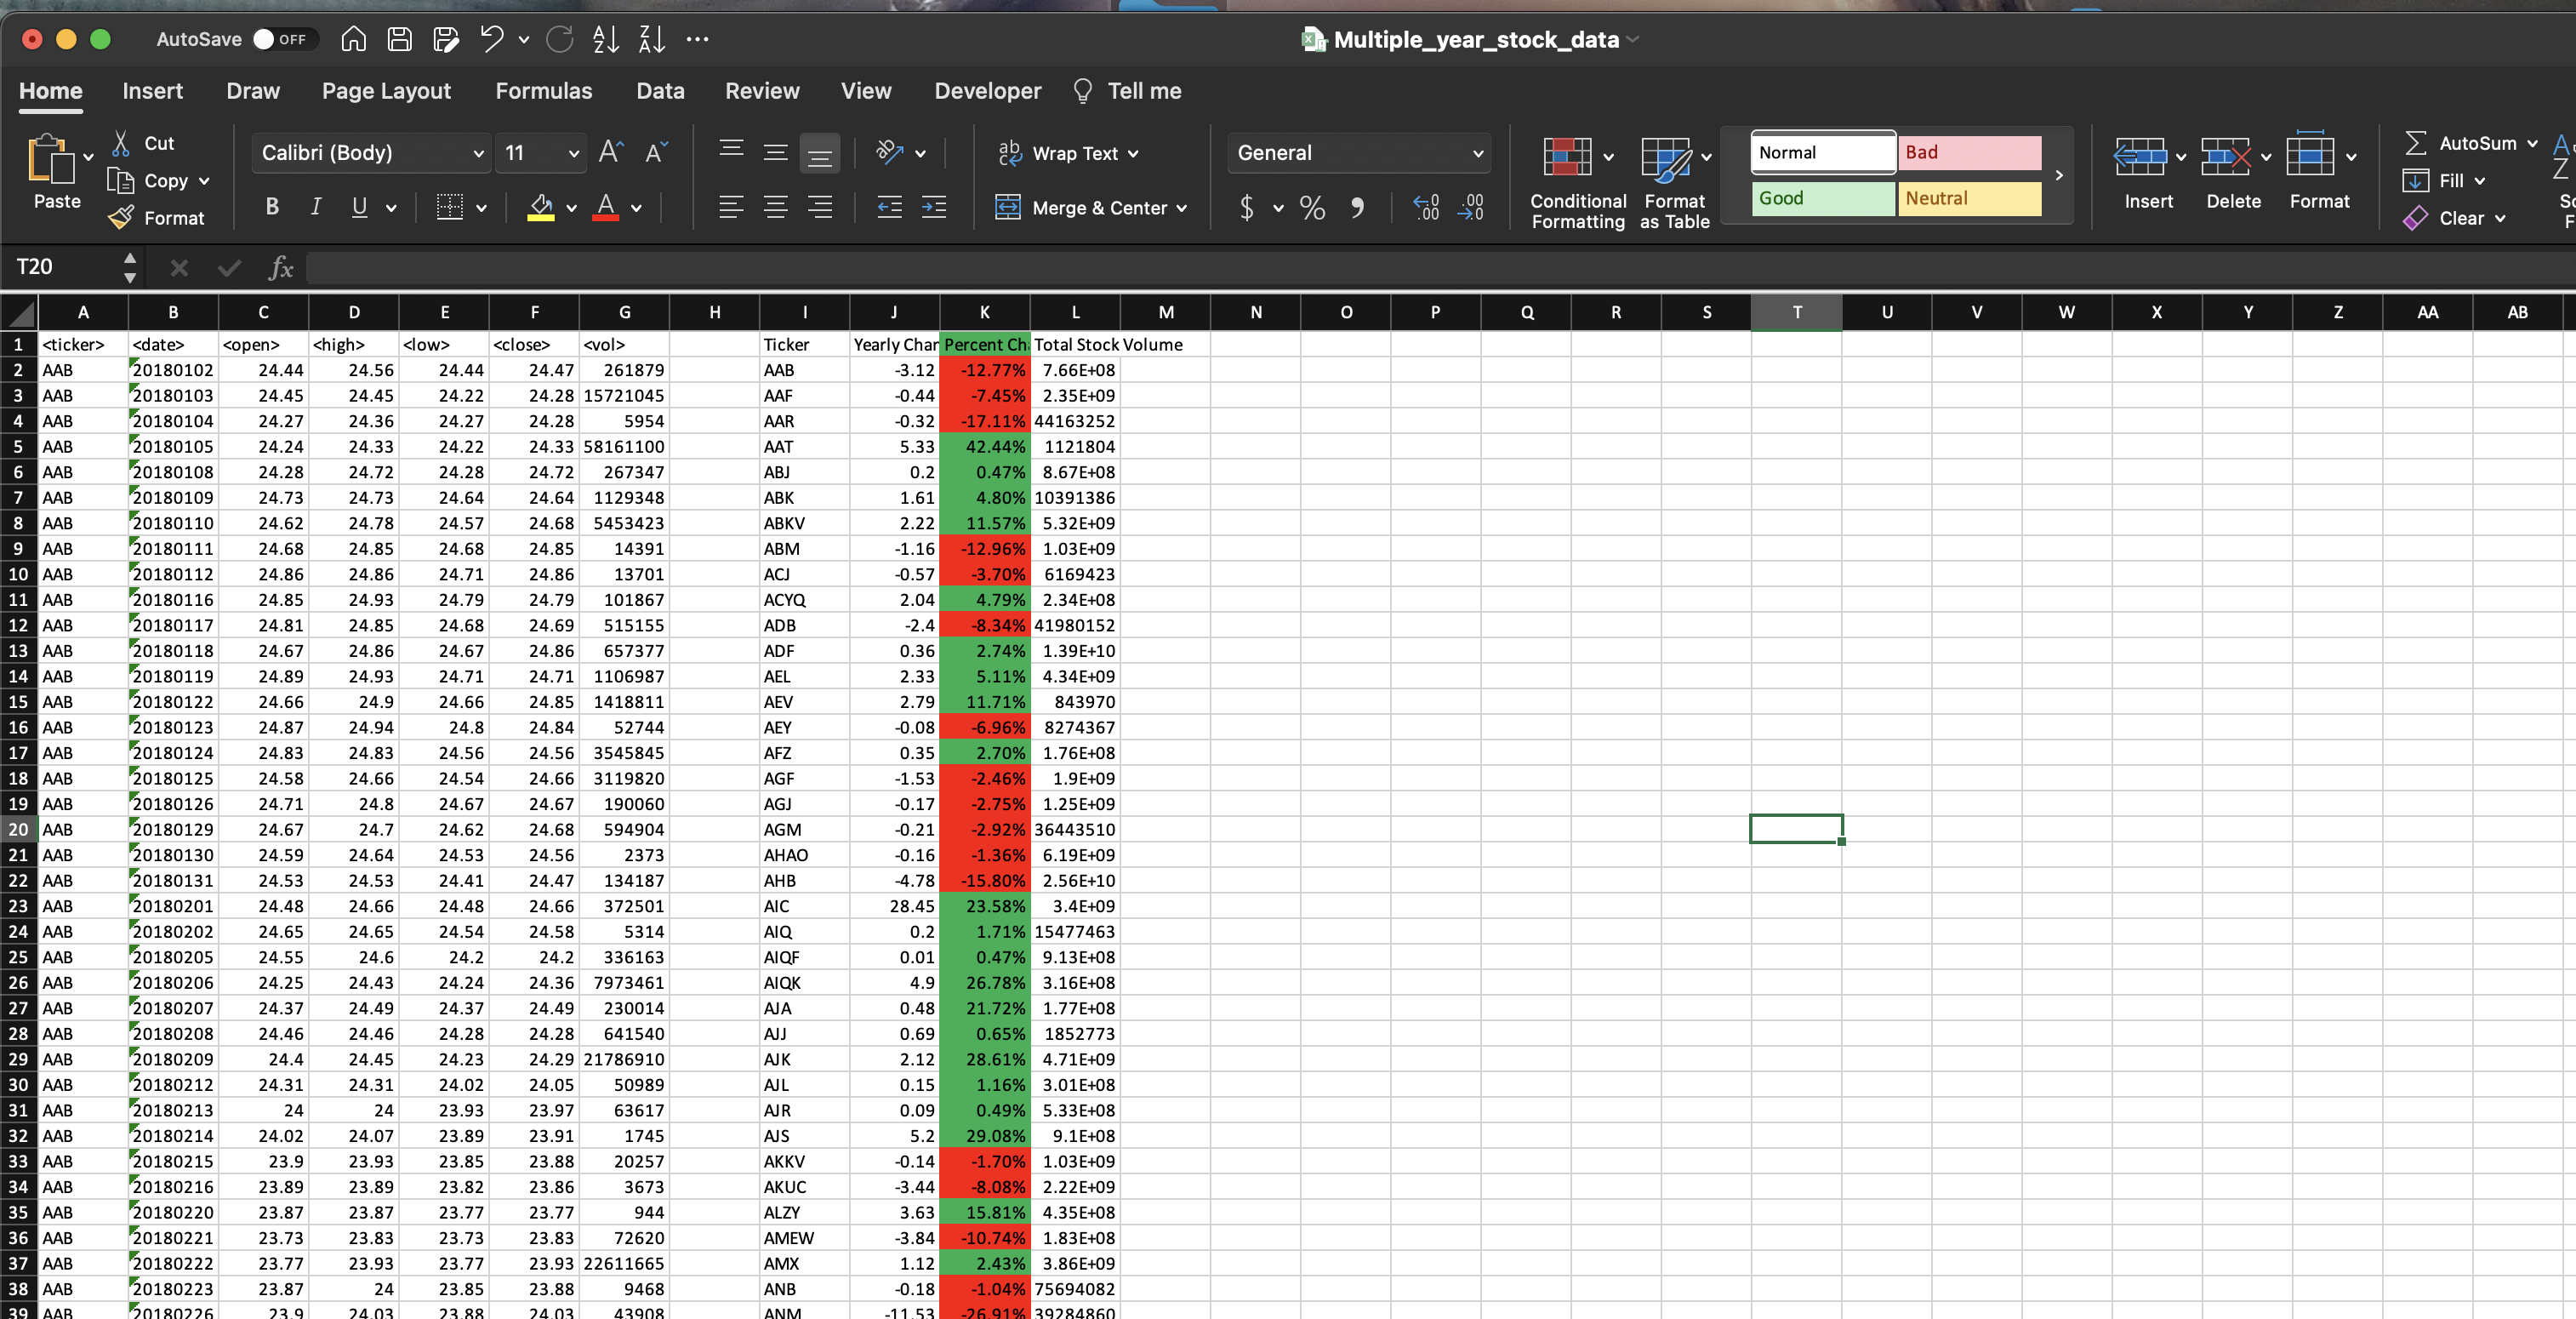 AutoSave OFF Multiple_year_stock_data
Home Insert Draw Page Layout Formulas Data Review View Developer Tell me
Paste Cut Copy Format Calibri (Body) 11 Wrap Text Merge & Center General Conditional Formatting Format as Table Normal Bad Good Neutral Insert Delete Format AutoSum Fill Clear
T20 fx
A B C D E F G H I J K L M N O P Q R S T U V W X Y Z AA AB
1 <ticker> <date> <open> <high> <low> <close> <vol> Ticker Yearly Char Percent Ch Total Stock Volume
2 AAB 20180102 24.44 24.56 24.44 24.47 261879 AAB -3.12 -12.77% 7.66E+08
3 AAB 20180103 24.45 24.45 24.22 24.28 15721045 AAF -0.44 -7.45% 2.35E+09
4 AAB 20180104 24.27 24.36 24.27 24.28 5954 AAR -0.32 -17.11% 44163252
5 AAB 20180105 24.24 24.33 24.22 24.33 58161100 AAT 5.33 42.44% 1121804
6 AAB 20180108 24.28 24.72 24.28 24.72 267347 ABJ 0.2 0.47% 8.67E+08
7 AAB 20180109 24.73 24.73 24.64 24.64 1129348 ABK 1.61 4.80% 10391386
8 AAB 20180110 24.62 24.78 24.57 24.68 5453423 ABKV 2.22 11.57% 5.32E+09
9 AAB 20180111 24.68 24.85 24.68 24.85 14391 ABM -1.16 -12.96% 1.03E+09
10 AAB 20180112 24.86 24.86 24.71 24.86 13701 ACJ -0.57 -3.70% 6169423
11 AAB 20180116 24.85 24.93 24.79 24.79 101867 ACYQ 2.04 4.79% 2.34E+08
12 AAB 20180117 24.81 24.85 24.68 24.69 515155 ADB -2.4 -8.34% 41980152
13 AAB 20180118 24.67 24.86 24.67 24.86 657377 ADF 0.36 2.74% 1.39E+10
14 AAB 20180119 24.89 24.93 24.71 24.71 1106987 AEL 2.33 5.11% 4.34E+09
15 AAB 20180122 24.66 24.9 24.66 24.85 1418811 AEV 2.79 11.71% 843970
16 AAB 20180123 24.87 24.94 24.8 24.84 52744 AEY -0.08 -6.96% 8274367
17 AAB 20180124 24.83 24.83 24.56 24.56 3545845 AFZ 0.35 2.70% 1.76E+08
18 AAB 20180125 24.58 24.66 24.54 24.66 3119820 AGF -1.53 -2.46% 1.9E+09
19 AAB 20180126 24.71 24.8 24.67 24.67 190060 AGJ -0.17 -2.75% 1.25E+09
20 AAB 20180129 24.67 24.7 24.62 24.68 594904 AGM -0.21 -2.92% 36443510
21 AAB 20180130 24.59 24.64 24.53 24.56 2373 AHAO -0.16 -1.36% 6.19E+09
22 AAB 20180131 24.53 24.53 24.41 24.47 134187 AHB -4.78 -15.80% 2.56E+10
23 AAB 20180201 24.48 24.66 24.48 24.66 372501 AIC 28.45 23.58% 3.4E+09
24 AAB 20180202 24.65 24.65 24.54 24.58 5314 AIQ 0.2 1.71% 15477463
25 AAB 20180205 24.55 24.6 24.2 24.2 336163 AIQF 0.01 0.47% 9.13E+08
26 AAB 20180206 24.25 24.43 24.24 24.36 7973461 AIQK 4.9 26.78% 3.16E+08
27 AAB 20180207 24.37 24.49 24.37 24.49 230014 AJA 0.48 21.72% 1.77E+08
28 AAB 20180208 24.46 24.46 24.28 24.28 641540 AJJ 0.69 0.65% 1852773
29 AAB 20180209 24.4 24.45 24.23 24.29 21786910 AJK 2.12 28.61% 4.71E+09
30 AAB 20180212 24.31 24.31 24.02 24.05 50989 AJL 0.15 1.16% 3.01E+08
31 AAB 20180213 24 24 23.93 23.97 63617 AJR 0.09 0.49% 5.33E+08
32 AAB 20180214 24.02 24.07 23.89 23.91 1745 AJS 5.2 29.08% 9.1E+08
33 AAB 20180215 23.9 23.93 23.85 23.88 20257 AKKV -0.14 -1.70% 1.03E+09
34 AAB 20180216 23.89 23.89 23.82 23.86 3673 AKUC -3.44 -8.08% 2.22E+09
35 AAB 20180220 23.87 23.87 23.77 23.77 944 ALZY 3.63 15.81% 4.35E+08
36 AAB 20180221 23.73 23.83 23.73 23.83 72620 AMEW -3.84 -10.74% 1.83E+08
37 AAB 20180222 23.77 23.93 23.77 23.93 22611665 AMX 1.12 2.43% 3.86E+09
38 AAB 20180223 23.87 24 23.85 23.88 9468 ANB -0.18 -1.04% 75694082
39 AAB 20180226 23.9 24.03 23.88 24.03 43908 ANM -11.53 -26.91% 39284860